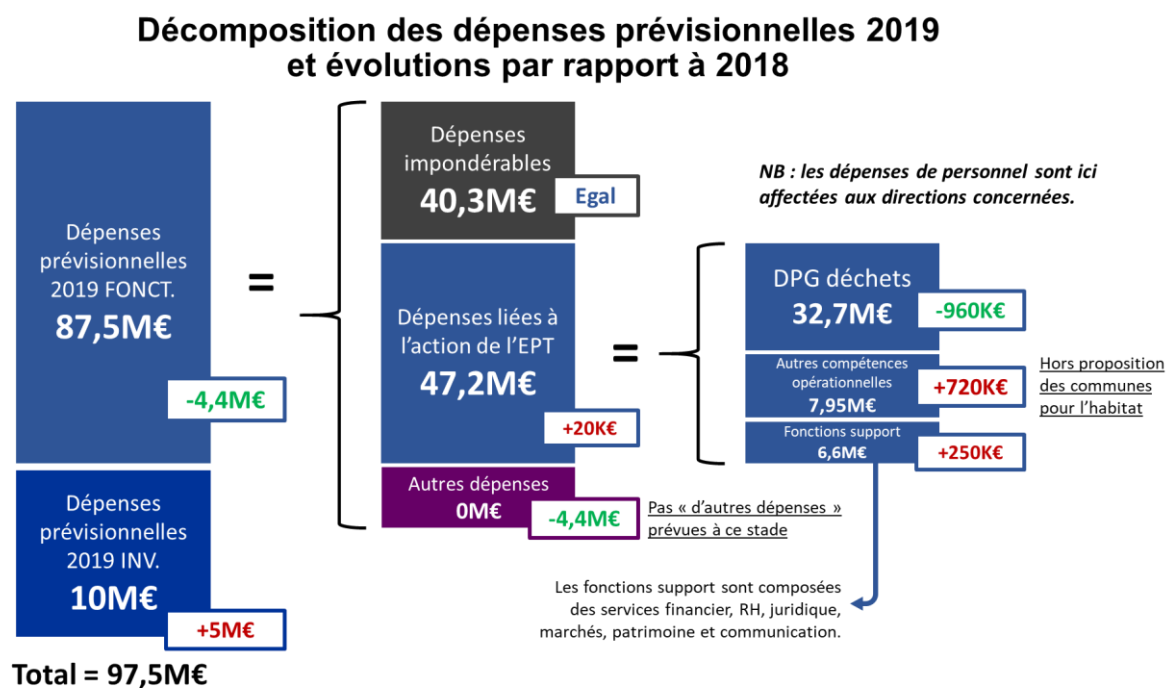 Décomposition des dépenses prévisionnelles 2019
et évolutions par rapport à 2018
Dépenses
prévisionnelles
2019 FONCT.
87,5M€
-4,4M€
Dépenses
prévisionnelles
2019 INV.
10M€
+5M€
Total = 97,5M€
=
Dépenses
impondérables
40,3M€
Egal
Dépenses liées à
l’action de l’EPT
47,2M€
+20K€
Autres dépenses
0M€
-4,4M€
Pas « d’autres dépenses »
prévues à ce stade
=
NB : les dépenses de personnel sont ici
affectées aux directions concernées.
DPG déchets
32,7M€
-960K€
Autres compétences
opérationnelles
7,95M€
+720K€
Hors proposition
des communes
pour l’habitat
Fonctions support
6,6M€
+250K€
Les fonctions support sont composées
des services financier, RH, juridique,
marchés, patrimoine et communication.